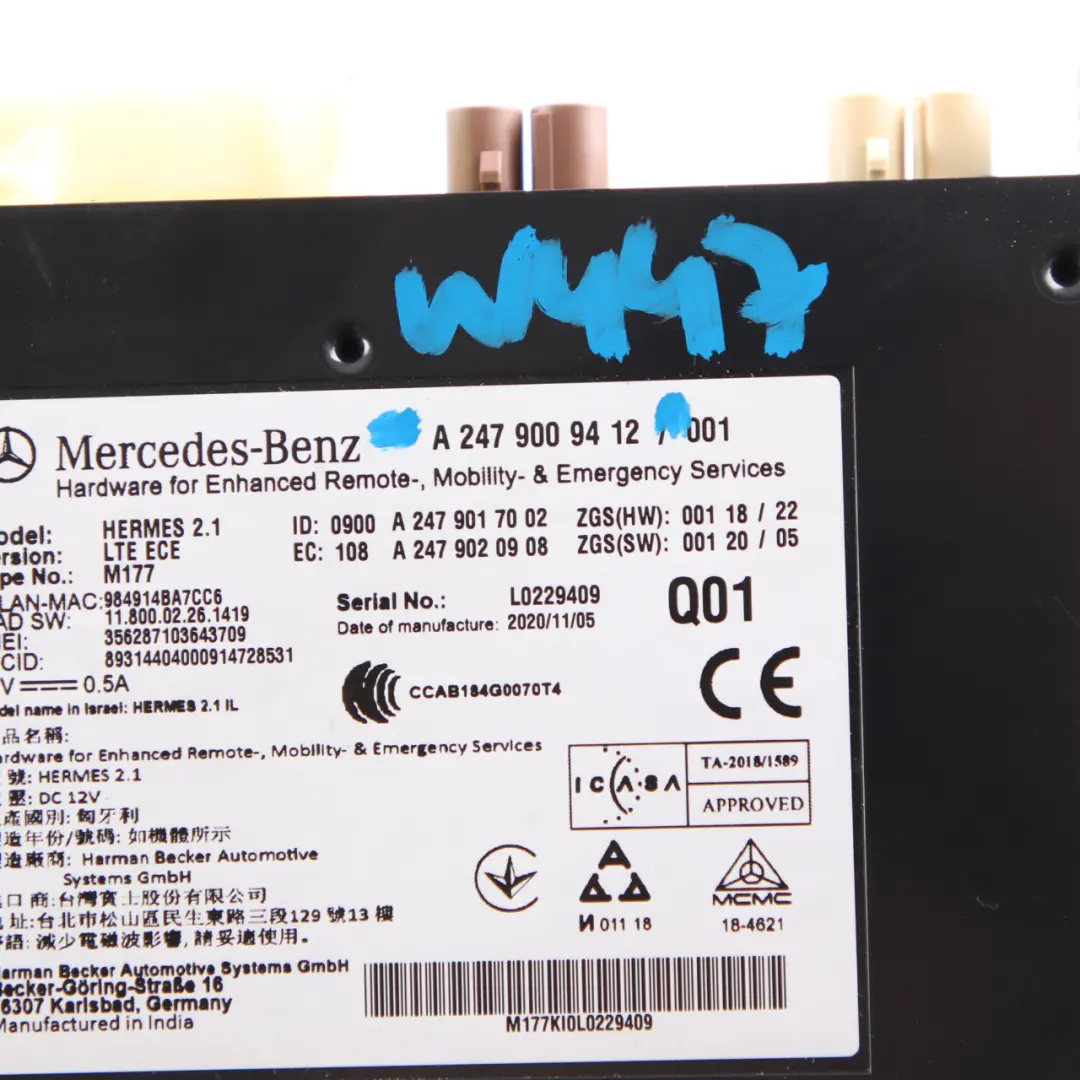 W447
Mercedes-Benz A 247 900 94 12 / 001
Hardware for Enhanced Remote-, Mobility- & Emergency Services
odel: HERMES 2.1 ID: 0900 A 247 901 70 02 ZGS(HW): 001 18 / 22
ersion: LTE ECE EC: 108 A 247 902 09 08 ZGS(SW): 001 20 / 05
pe No.: M177
LAN-MAC: 984914BA7CC6 Serial No.: L0229409 Q01
AD SW: 11.800.02.26.1419 Date of manufacture: 2020/11/05
EI: 356287103643709
CID: 89314404000914728531
V 0.5A CCAB184G0070T4 CE
del name in Israel: HERMES 2.1 IL
品名稱:
ardware for Enhanced Remote-, Mobility- & Emergency Services
號: HERMES 2.1 ICASA TA-2018/1589
壓: DC 12V APPROVED
產國別: 匈牙利
造年份/號碼: 如機體所示
造廠商: Harman Becker Automotive
Systems GmbH
口 商:台灣賓士股份有限公司 MCMC
址:台北市松山區民生東路三段129 號13 樓 И 011 18 18-4621
語: 減少電磁波影響, 請妥適使用。
arman Becker Automotive Systems GmbH
Becker-Göring-Straße 16
6307 Karlsbad, Germany
Manufactured in India M177KI0L0229409